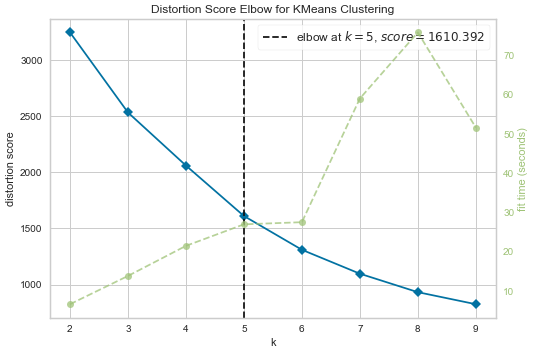 Distortion Score Elbow for KMeans Clustering
elbow at k = 5, score = 1610.392
distortion score
3000
2500
2000
1500
1000
70
60
50
40
30
20
10
fit time (seconds)
2 3 4 5 6 7 8 9
k